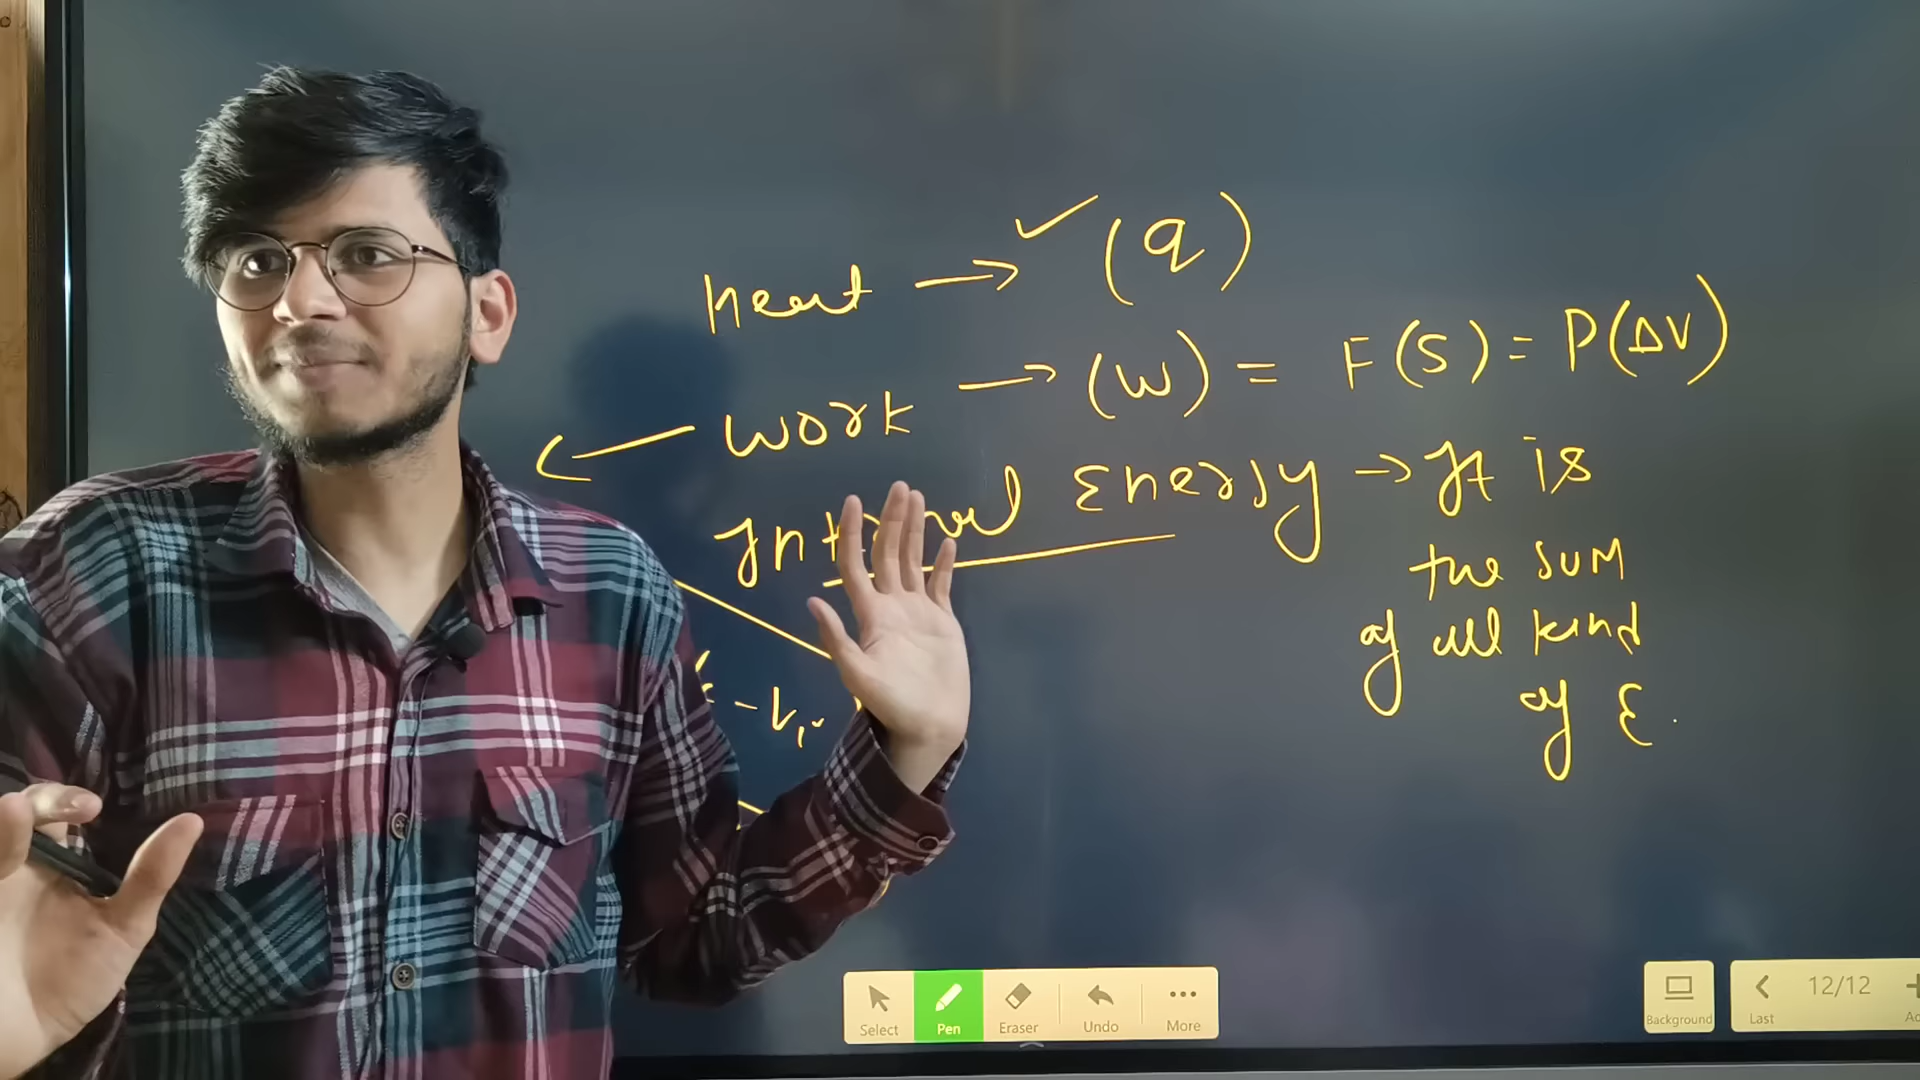 heat → ✓ (q)
work → (w) = F(S) = P(ΔV)
Internal Energy → It is
the sum
of all kind
of E.
Select
Pen
Eraser
Undo
More
Background
Last
12/12